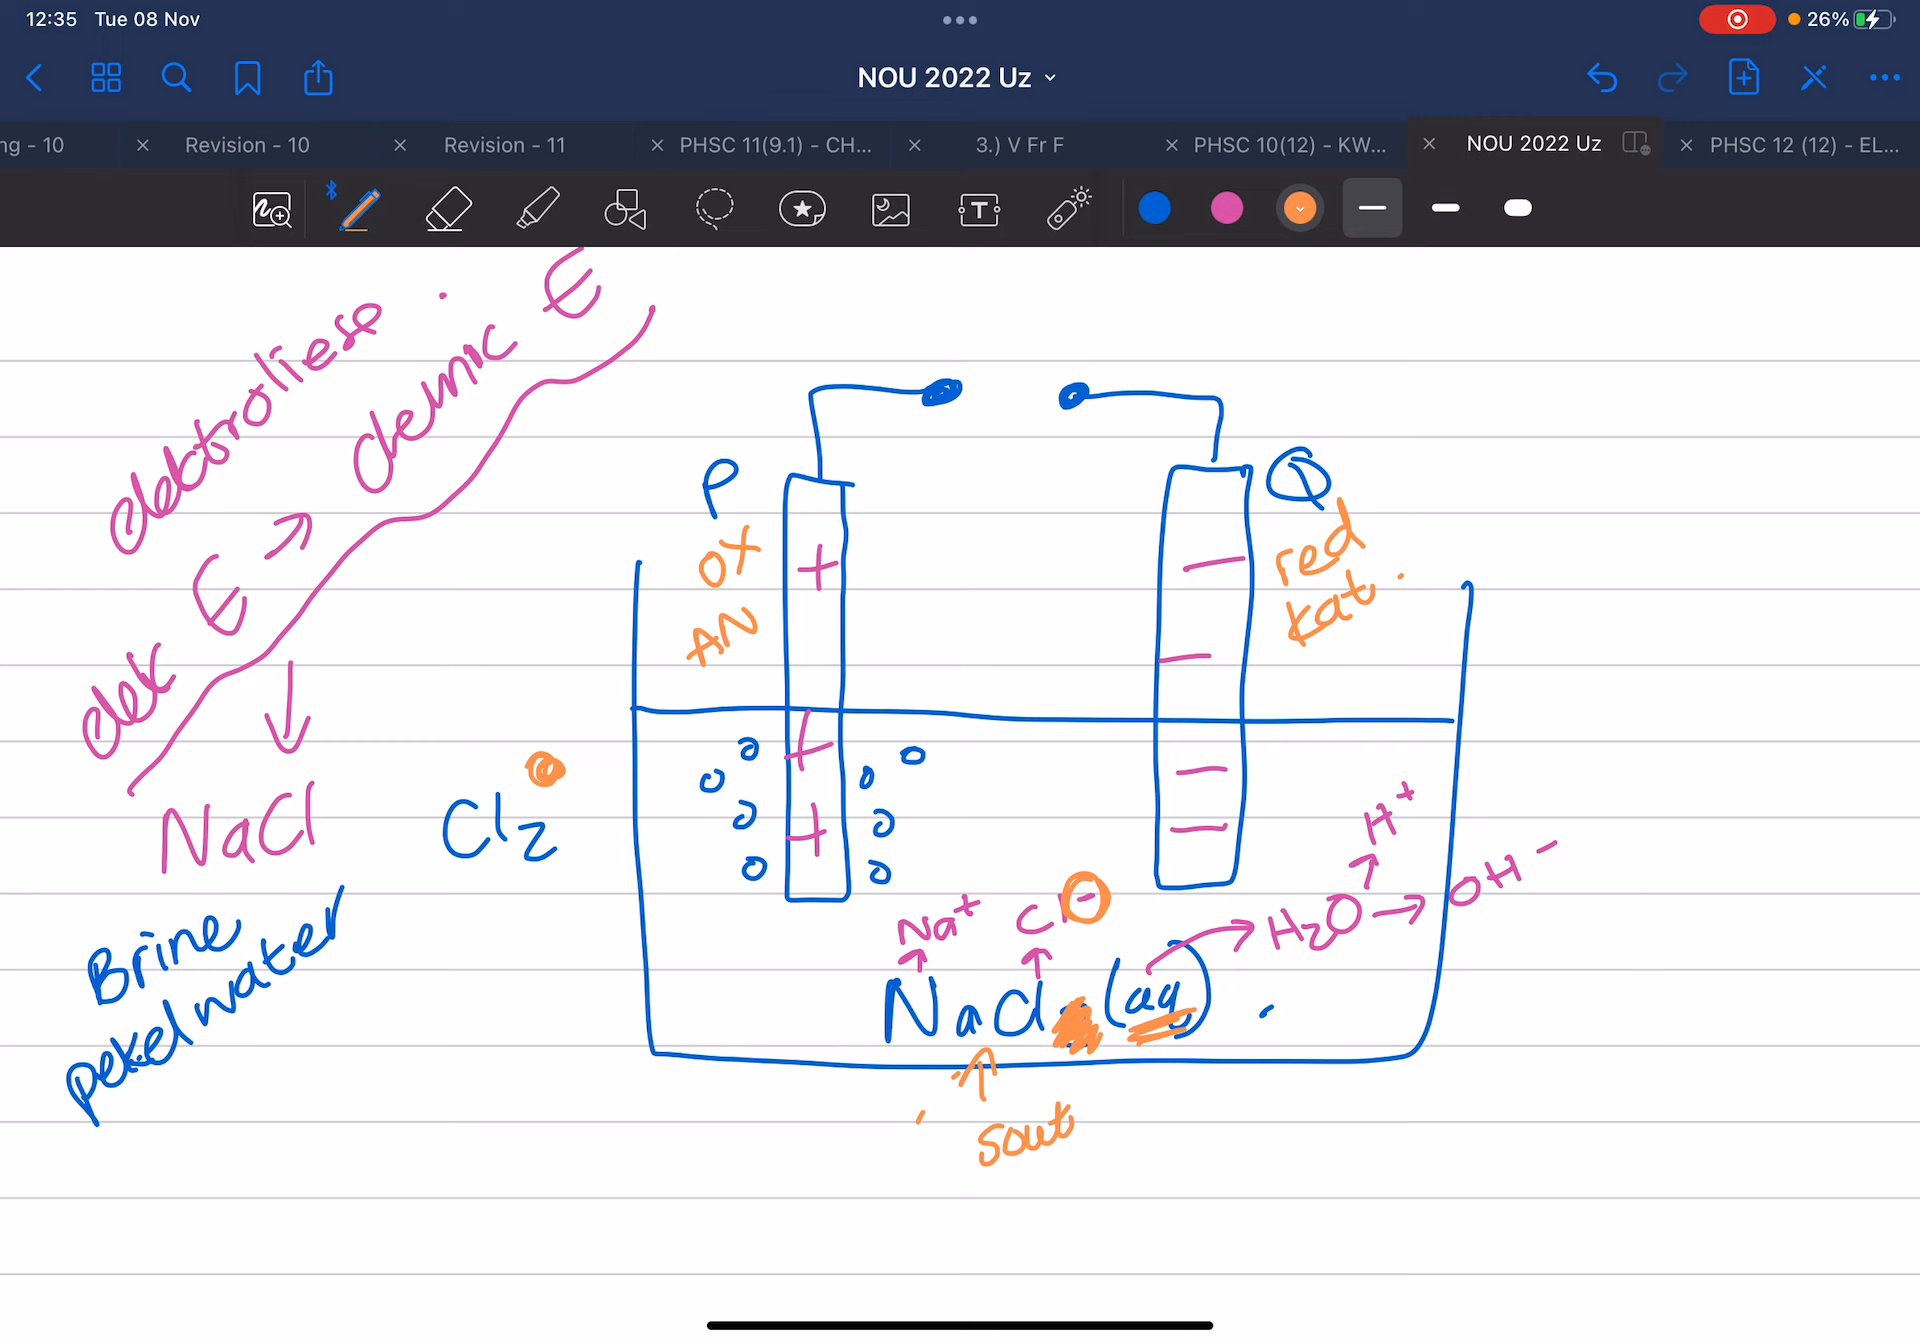 12:35 Tue 08 Nov
26%
NOU 2022 Uz
ng - 10
Revision - 10
Revision - 11
PHSC 11(9.1) - CH...
3.) V Fr F
PHSC 10(12) - KW...
NOU 2022 Uz
PHSC 12 (12) - EL...
T
elektroliese
elek E → chemic E
↓
NaCl
Brine
pekelwater
Cl2
P
OX
AN
+
+
+
Q
red
kat.
Na+ Cl-
H2O → OH-
H+
NaCl (aq)
sout